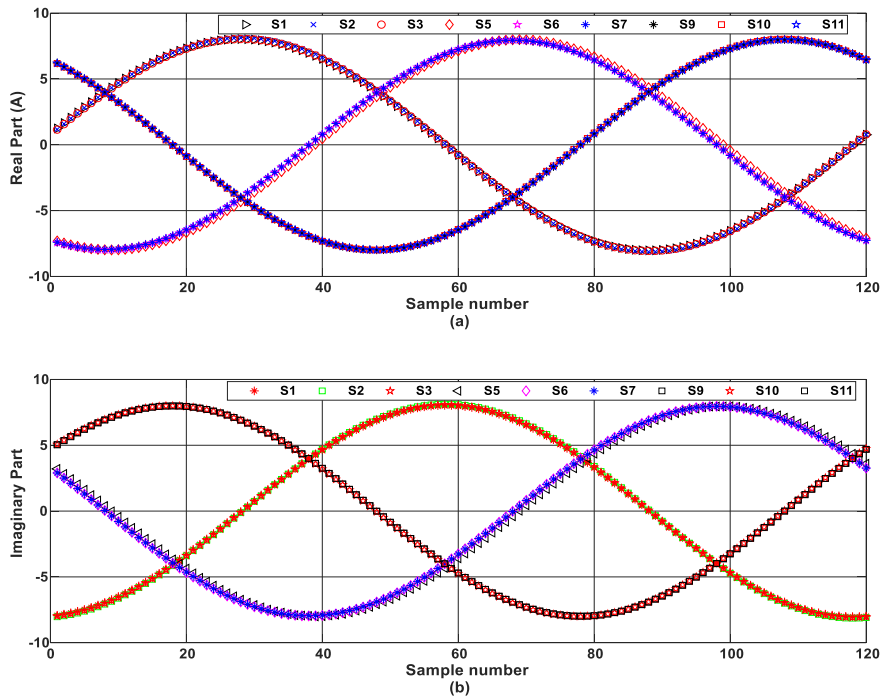 S1 S2 S3 S5 S6 S7 S9 S10 S11
10
5
0
-5
-10
Real Part (A)
0 20 40 60 80 100 120
Sample number
(a)
S1 S2 S3 S5 S6 S7 S9 S10 S11
10
5
0
-5
-10
Imaginary Part
0 20 40 60 80 100 120
Sample number
(b)